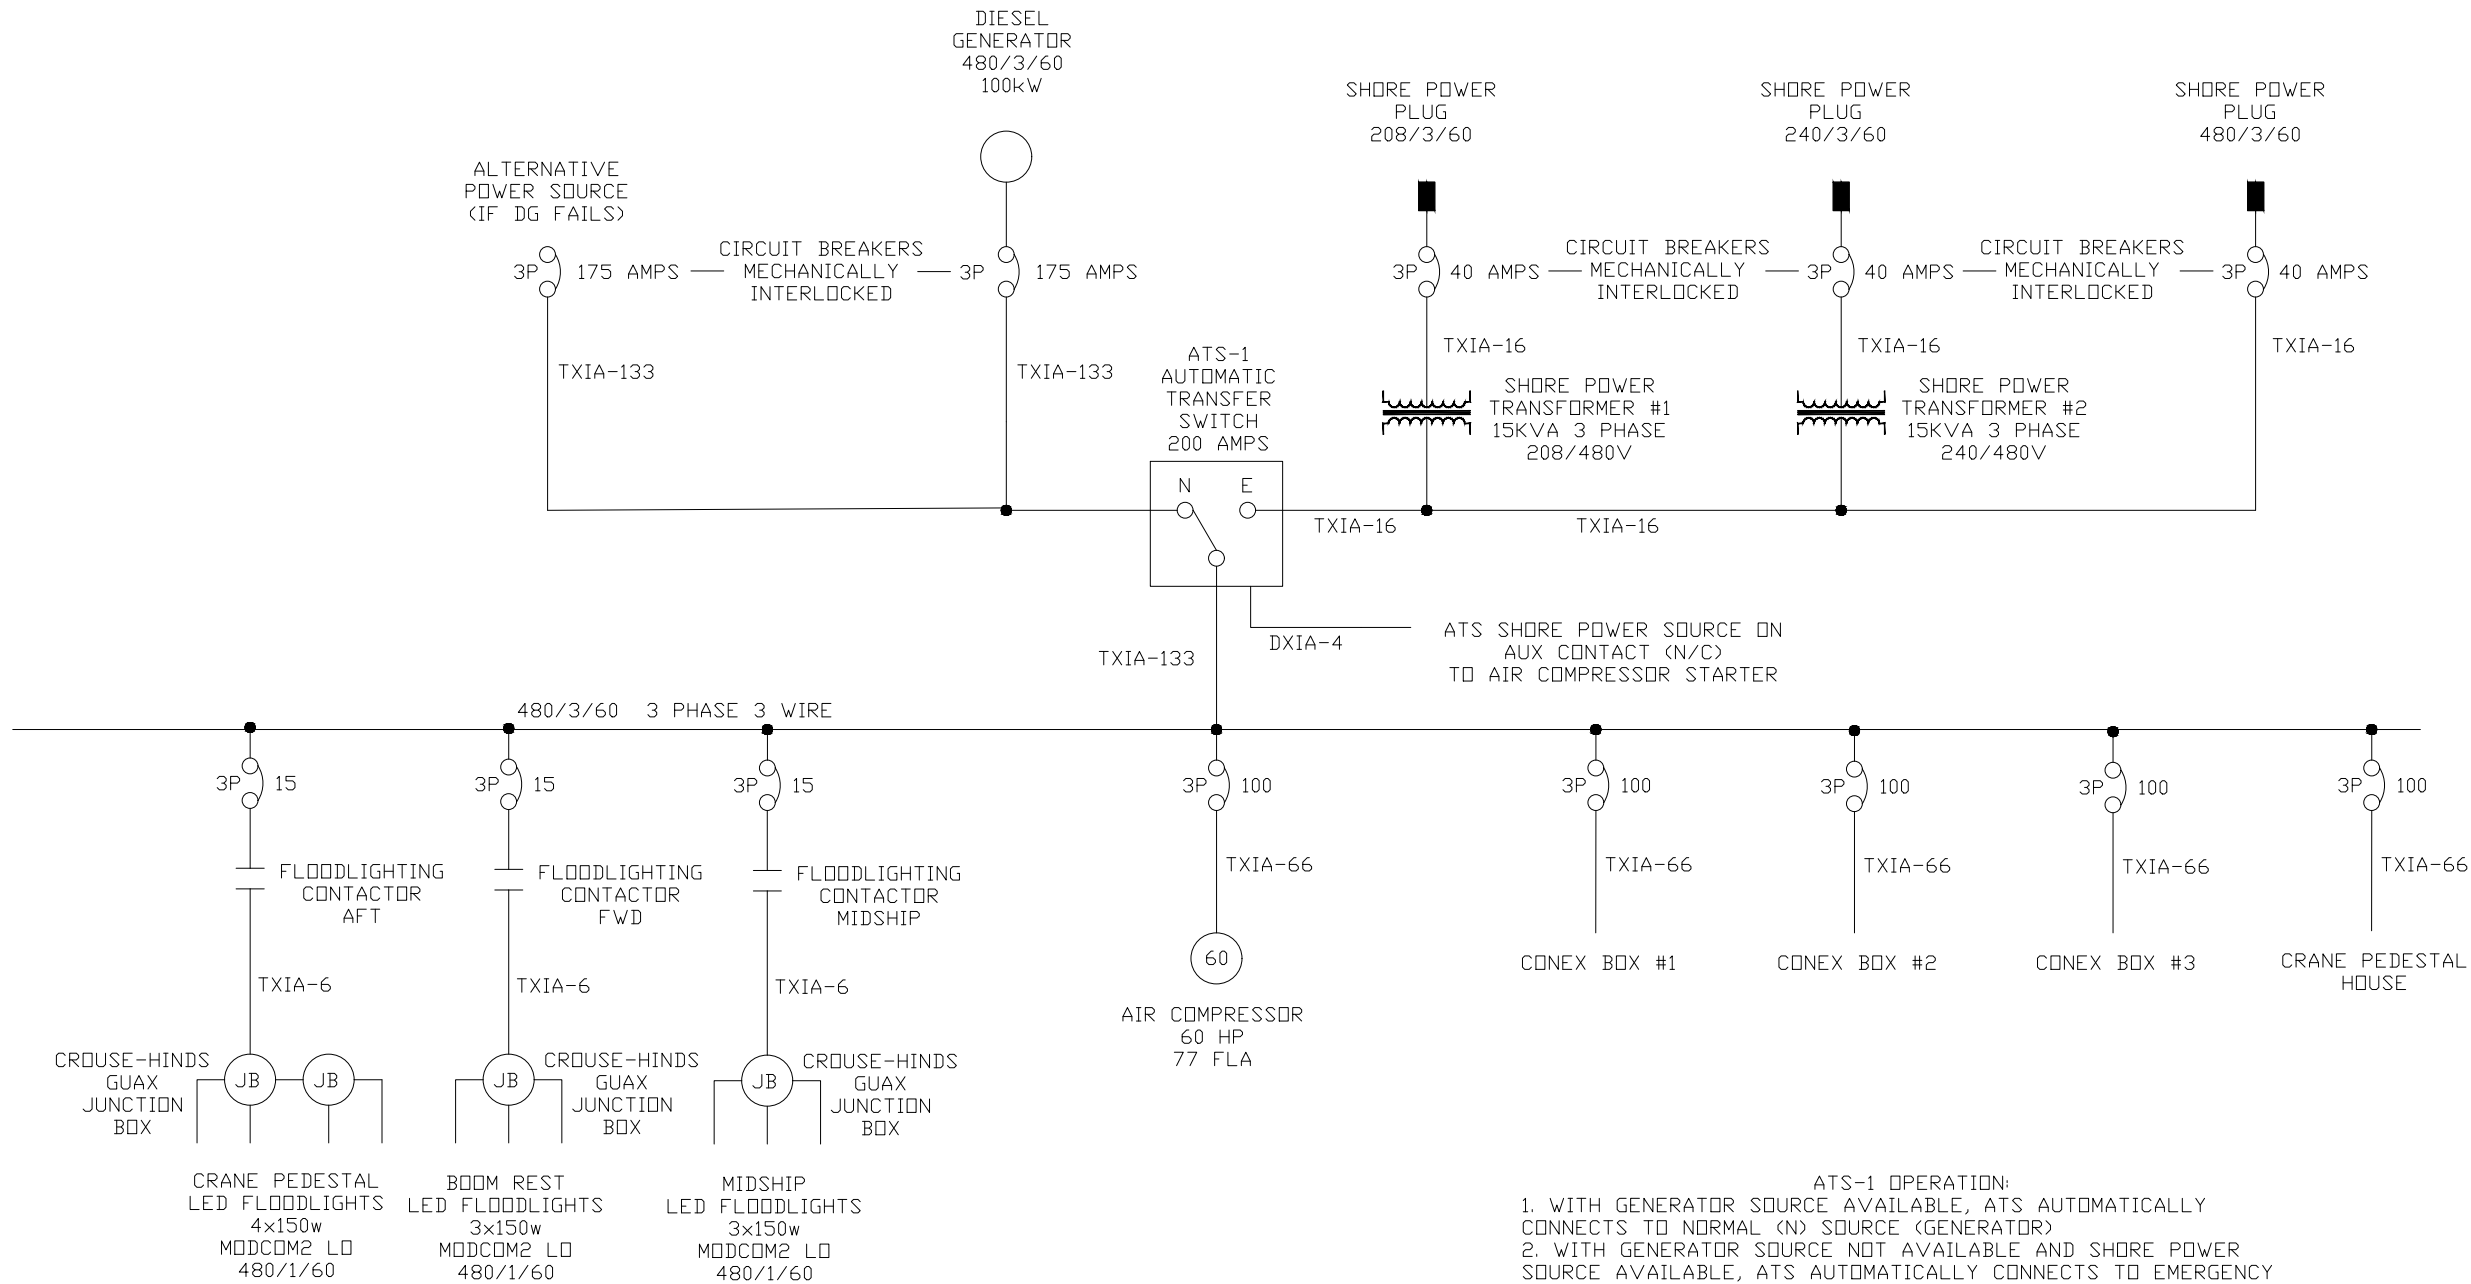 DIESEL
GENERATOR
480/3/60
100kW
SHORE POWER
PLUG
208/3/60
SHORE POWER
PLUG
240/3/60
SHORE POWER
PLUG
480/3/60
ALTERNATIVE
POWER SOURCE
(IF DG FAILS)
3P
175 AMPS
CIRCUIT BREAKERS
MECHANICALLY
INTERLOCKED
3P
175 AMPS
3P
40 AMPS
CIRCUIT BREAKERS
MECHANICALLY
INTERLOCKED
3P
40 AMPS
CIRCUIT BREAKERS
MECHANICALLY
INTERLOCKED
3P
40 AMPS
TXIA-133
TXIA-133
ATS-1
AUTOMATIC
TRANSFER
SWITCH
200 AMPS
TXIA-16
TXIA-16
TXIA-16
SHORE POWER
TRANSFORMER #1
15KVA 3 PHASE
208/480V
SHORE POWER
TRANSFORMER #2
15KVA 3 PHASE
240/480V
N
E
TXIA-16
TXIA-16
TXIA-133
DXIA-4
ATS SHORE POWER SOURCE ON
AUX CONTACT (N/C)
TO AIR COMPRESSOR STARTER
480/3/60 3 PHASE 3 WIRE
3P
15
3P
15
3P
15
3P
100
3P
100
3P
100
3P
100
3P
100
FLOODLIGHTING
CONTACTOR
AFT
FLOODLIGHTING
CONTACTOR
FWD
FLOODLIGHTING
CONTACTOR
MIDSHIP
TXIA-66
TXIA-66
TXIA-66
TXIA-66
TXIA-66
TXIA-6
TXIA-6
TXIA-6
60
AIR COMPRESSOR
60 HP
77 FLA
CONEX BOX #1
CONEX BOX #2
CONEX BOX #3
CRANE PEDESTAL
HOUSE
CROUSE-HINDS
GUAX
JUNCTION
BOX
JB
JB
JB
CROUSE-HINDS
GUAX
JUNCTION
BOX
JB
CROUSE-HINDS
GUAX
JUNCTION
BOX
CRANE PEDESTAL
LED FLOODLIGHTS
4x150w
MODCOM2 LO
480/1/60
BOOM REST
LED FLOODLIGHTS
3x150w
MODCOM2 LO
480/1/60
MIDSHIP
LED FLOODLIGHTS
3x150w
MODCOM2 LO
480/1/60
ATS-1 OPERATION:
1. WITH GENERATOR SOURCE AVAILABLE, ATS AUTOMATICALLY
CONNECTS TO NORMAL (N) SOURCE (GENERATOR)
2. WITH GENERATOR SOURCE NOT AVAILABLE AND SHORE POWER
SOURCE AVAILABLE, ATS AUTOMATICALLY CONNECTS TO EMERGENCY